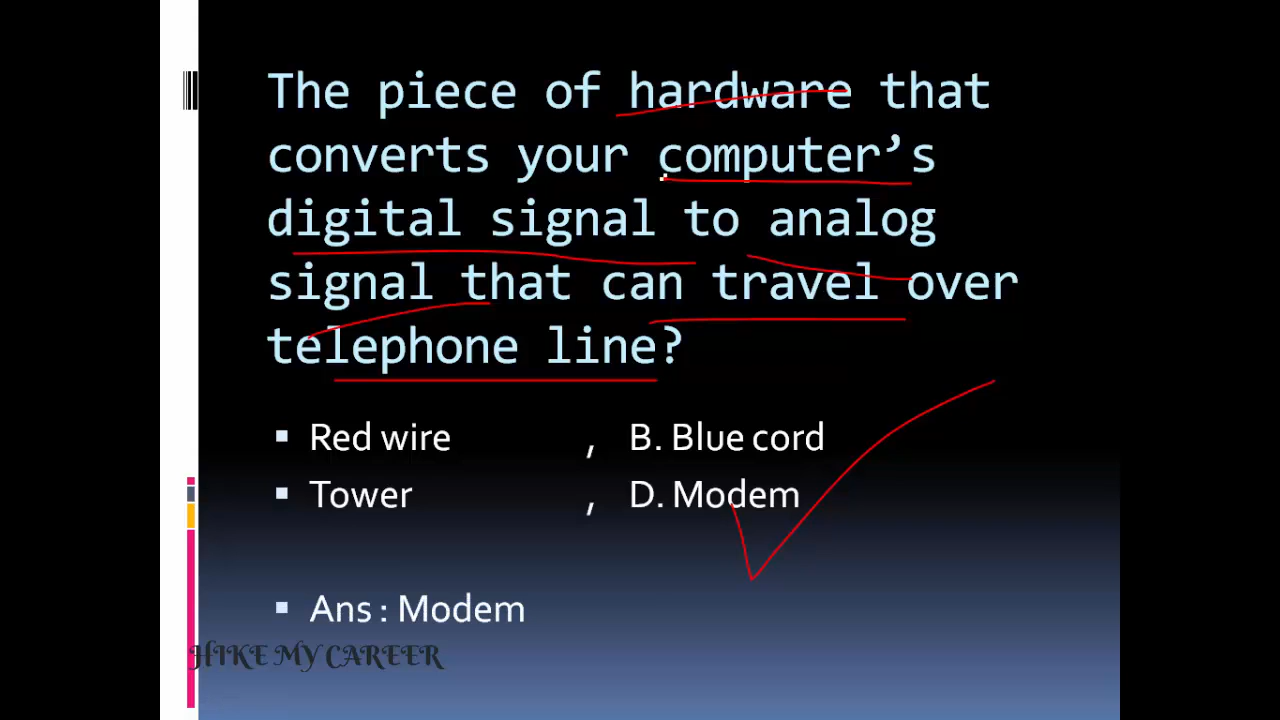 The piece of hardware that
converts your computer’s
digital signal to analog
signal that can travel over
telephone line?
Red wire , B. Blue cord
Tower , D. Modem
Ans : Modem
HIKE MY CAREER